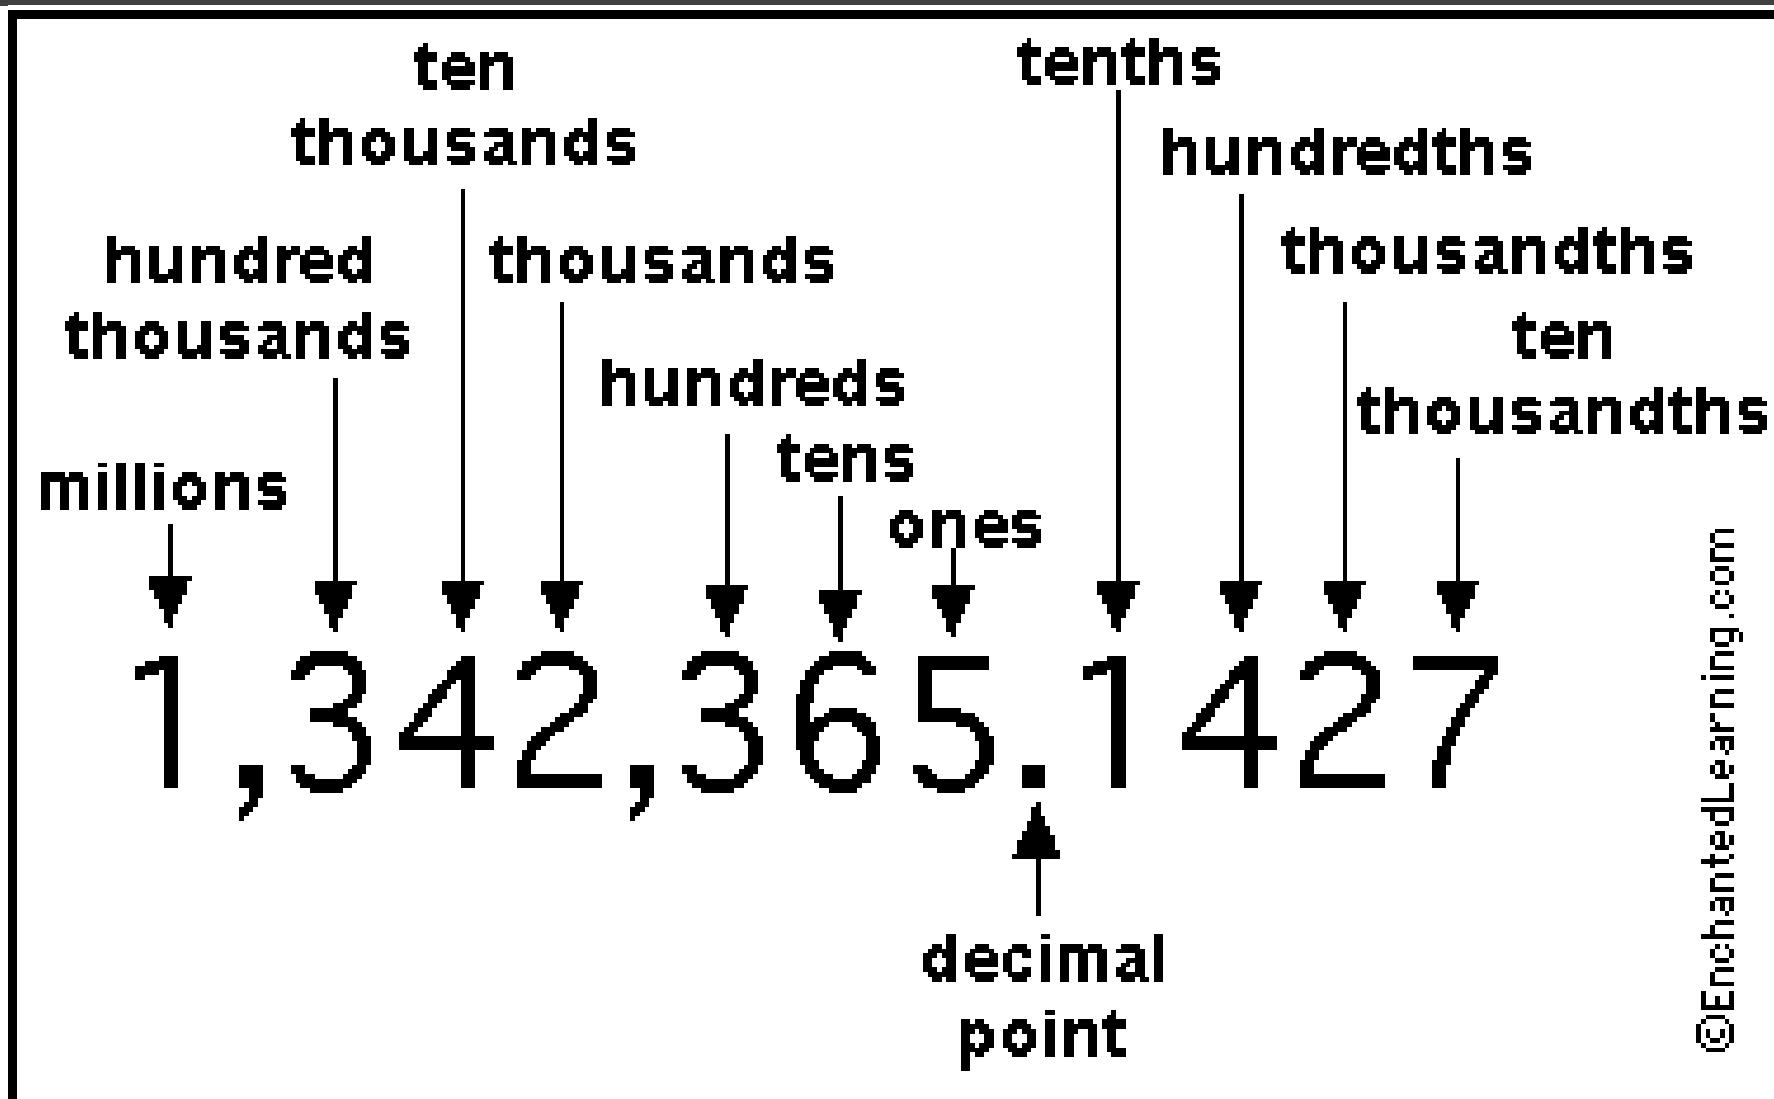 ten
thousands
tenths
hundredths
hundred
thousands
thousands
thousandths
ten
thousandths
hundreds
tens
millions
ones
1,342,365.1427
decimal
point
©EnchantedLearning.com